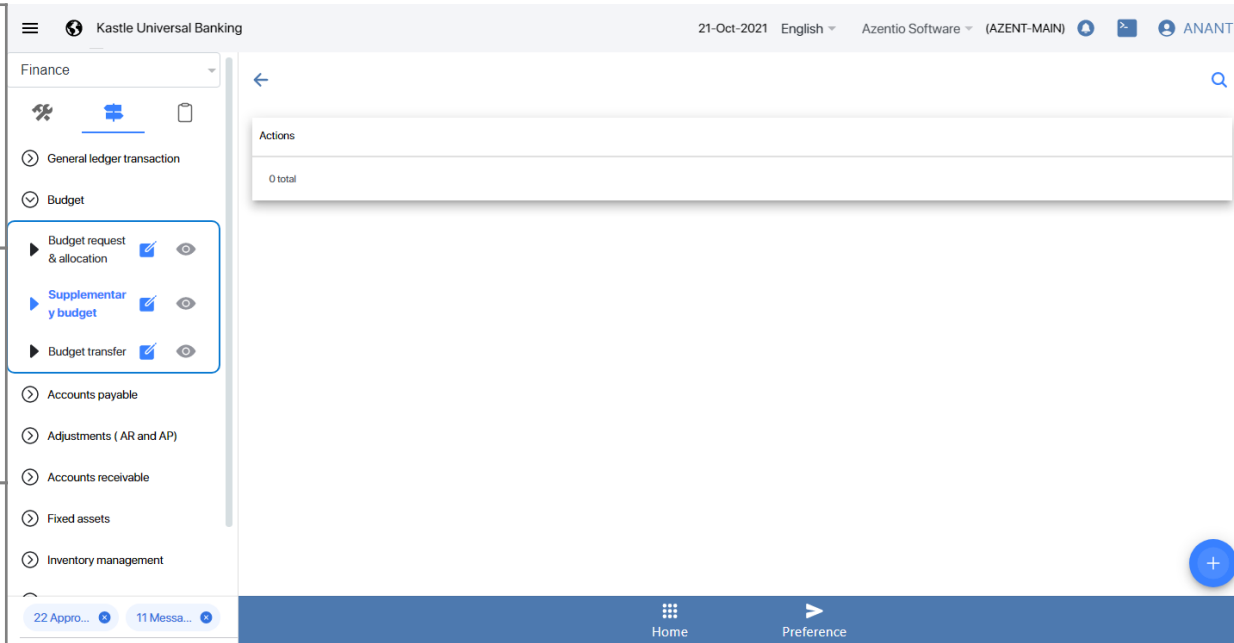 Kastle Universal Banking
21-Oct-2021 English Azentio Software (AZENT-MAIN) ANANT
Finance
Actions
0 total
General ledger transaction
Budget
Budget request
& allocation
Supplementar
y budget
Budget transfer
Accounts payable
Adjustments ( AR and AP)
Accounts receivable
Fixed assets
Inventory management
22 Appro...
11 Messa...
Home
Preference